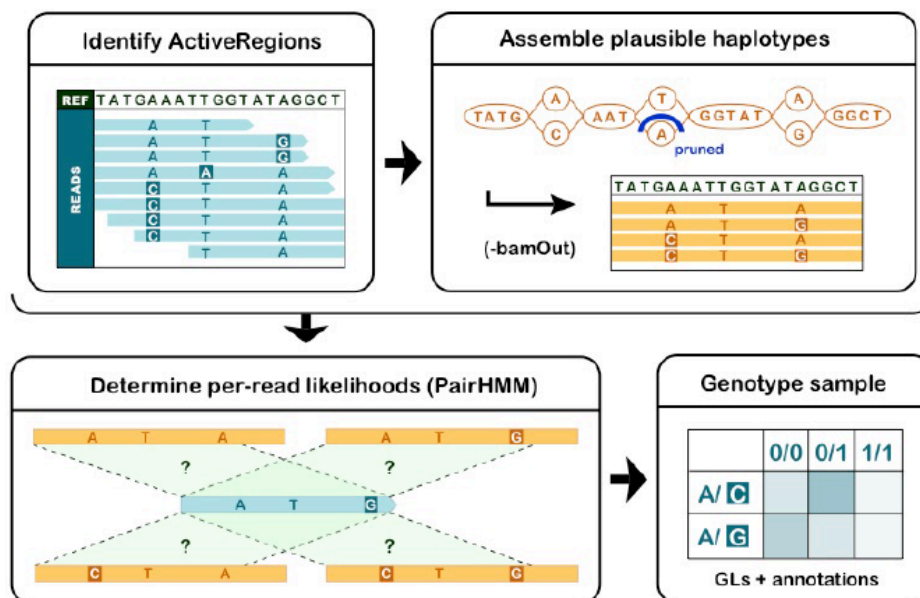 Identify ActiveRegions
REF TATGAAATTGGTATAGGCT
READS
A T
A T G
A T G
A A A
C T A
C T A
C T A
C T A
T A
Assemble plausible haplotypes
A T A
TATG AAT GGTAT GGCT
C A G
pruned
(-bamOut)
TATGAAATTGGTATAGGCT
A T A
A T G
C T A
C T G
Determine per-read likelihoods (PairHMM)
A T A A T G
? ?
A T G
? ?
C T A C T G
Genotype sample
0/0 0/1 1/1
A/ C
A/ G
GLs + annotations